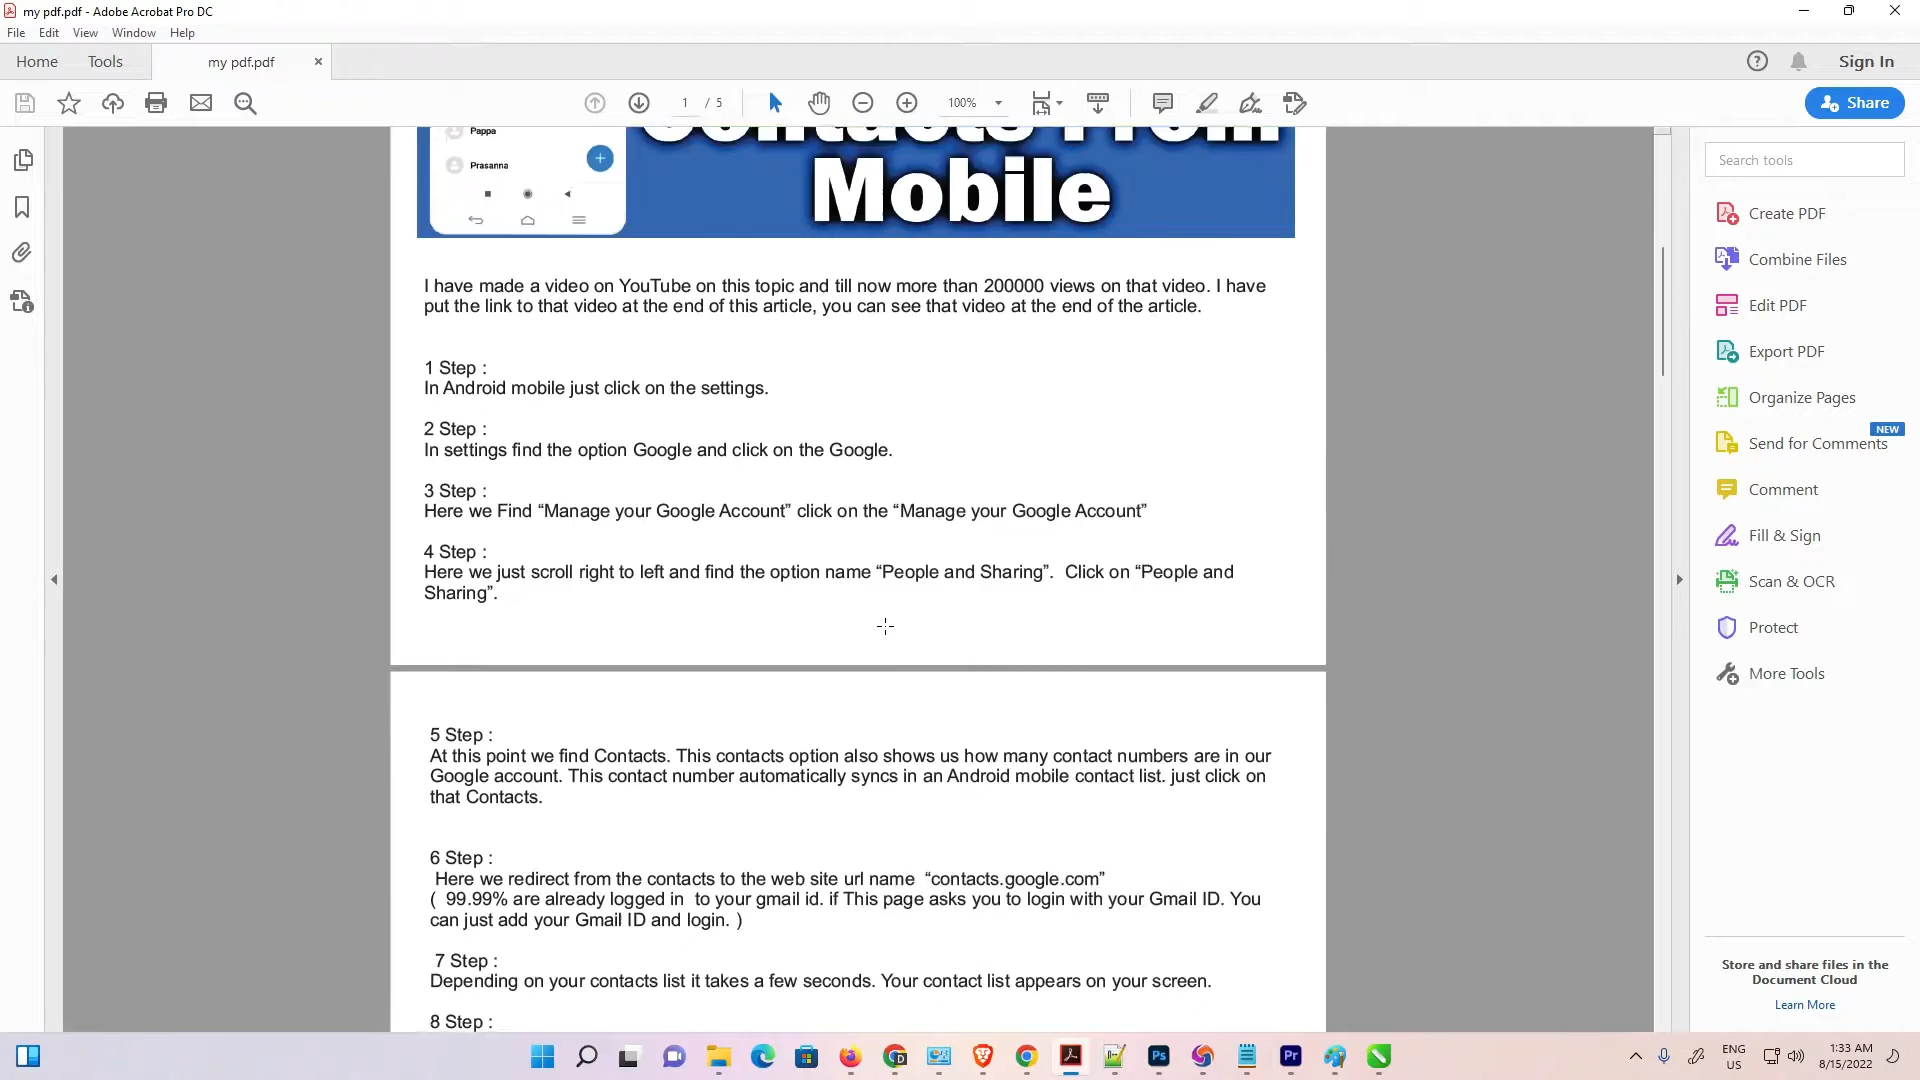 my pdf.pdf - Adobe Acrobat Pro DC
File Edit View Window Help
Home Tools my pdf.pdf
Sign In
1 / 5
100%
Share
Pappa
Prasanna
Contacts From
Mobile
I have made a video on YouTube on this topic and till now more than 200000 views on that video. I have
put the link to that video at the end of this article, you can see that video at the end of the article.
1 Step :
In Android mobile just click on the settings.
2 Step :
In settings find the option Google and click on the Google.
3 Step :
Here we Find “Manage your Google Account” click on the “Manage your Google Account”
4 Step :
Here we just scroll right to left and find the option name “People and Sharing”.  Click on “People and
Sharing”.
5 Step :
At this point we find Contacts. This contacts option also shows us how many contact numbers are in our
Google account. This contact number automatically syncs in an Android mobile contact list. just click on
that Contacts.
6 Step :
Here we redirect from the contacts to the web site url name  “contacts.google.com”
(  99.99% are already logged in  to your gmail id. if This page asks you to login with your Gmail ID. You
can just add your Gmail ID and login. )
7 Step :
Depending on your contacts list it takes a few seconds. Your contact list appears on your screen.
8 Step :
Search tools
Create PDF
Combine Files
Edit PDF
Export PDF
Organize Pages
NEW
Send for Comments
Comment
Fill & Sign
Scan & OCR
Protect
More Tools
Store and share files in the
Document Cloud
Learn More
ENG
US
1:33 AM
8/15/2022